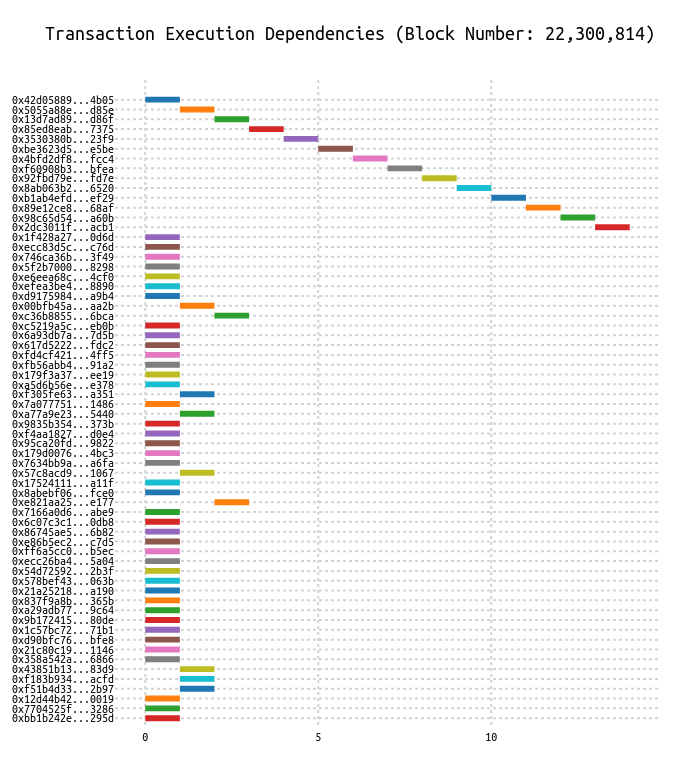 Transaction Execution Dependencies (Block Number: 22,300,814)
0x42d05889...4b05
0x5055a88e...d85e
0x13d7ad89...d86f
0x85ed8eab...7375
0x3530380b...23f9
0xbe3623d5...e5be
0x4bfd2df8...fcc4
0xf60908b3...bfea
0x92fbd79e...fd7e
0x8ab063b2...6520
0xb1ab4efd...ef29
0x89e12ce8...68af
0x98c65d54...a60b
0x2dc3011f...acb1
0x1f428a27...0d6d
0xecc83d5c...c76d
0x746ca36b...3f49
0x5f2b7000...8298
0xe6eea68c...4cf0
0xefea3be4...8890
0xd9175984...a9b4
0x00bfb45a...aa2b
0xc36b8855...6bca
0xc5219a5c...eb0b
0x6a93db7a...7d5b
0x617d5222...fdc2
0xfd4cf421...4ff5
0xfb56abb4...91a2
0x179f3a37...ee19
0xa5d6b56e...e378
0xf305fe63...a351
0x7a077751...1486
0xa77a9e23...5440
0x9835b354...373b
0xf4aa1827...d0e4
0x95ca20fd...9822
0x179d0076...4bc3
0x7634bb9a...a6fa
0x57c8acd9...1067
0x17524111...a11f
0x8abebf06...fce0
0xe821aa25...e177
0x7166a0d6...abe9
0x6c07c3c1...0db8
0x86745ae5...6b82
0xe86b5ec2...c7d5
0xff6a5cc0...b5ec
0xecc26ba4...5a04
0x54d72592...2b3f
0x578bef43...063b
0x21a25218...a190
0x837f9a8b...365b
0xa29adb77...9c64
0x9b172415...80de
0x1c57bc72...71b1
0xd90bfc76...bfe8
0x21c80c19...1146
0x358a542a...6866
0x43851b13...83d9
0xf183b934...acfd
0xf51b4d33...2b97
0x12d44b42...0019
0x7704525f...3286
0xbb1b242e...295d
0 5 10